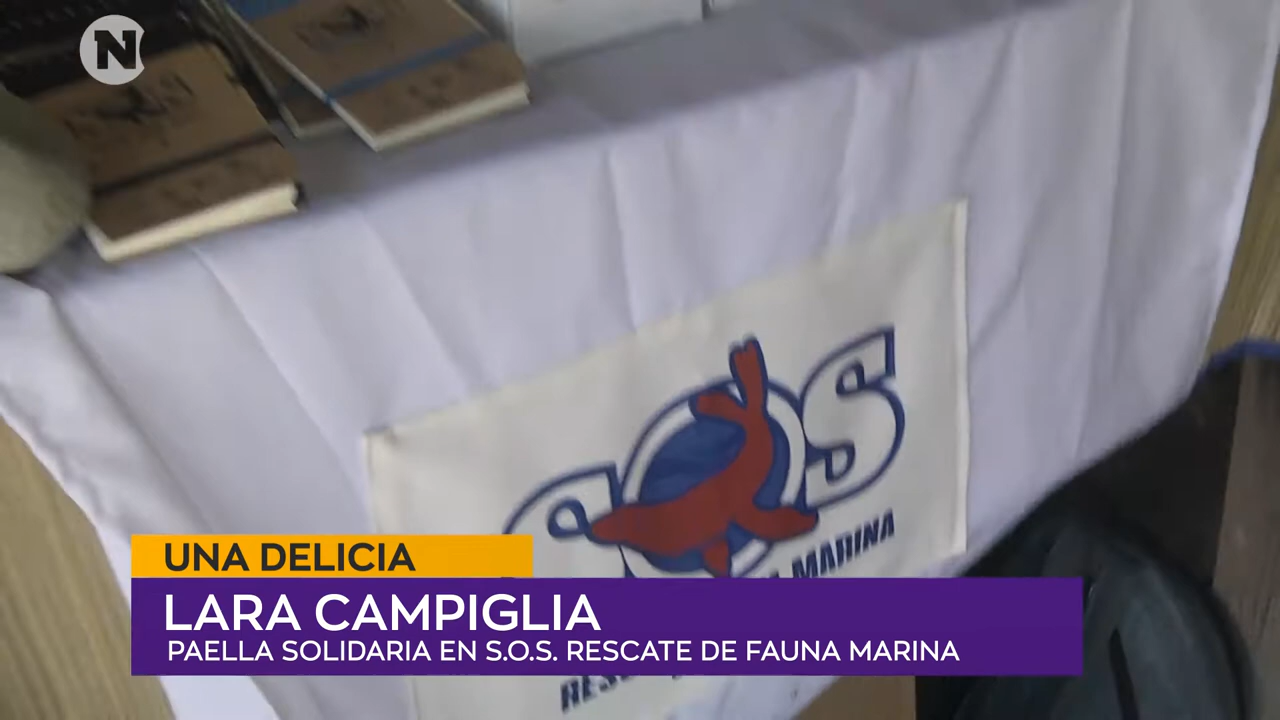 N
SOS
MARINA
UNA DELICIA
LARA CAMPIGLIA
PAELLA SOLIDARIA EN S.O.S. RESCATE DE FAUNA MARINA